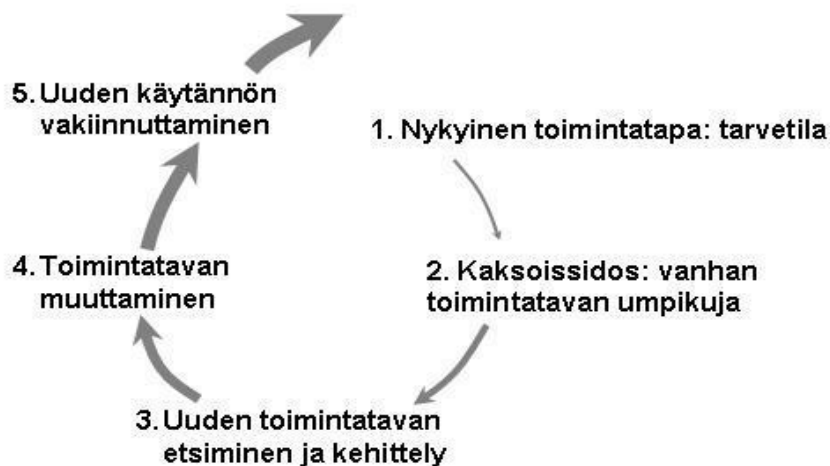 1. Nykyinen toimintatapa: tarvetila
2. Kaksoissidos: vanhan
toimintatavan umpikuja
3. Uuden toimintatavan
etsiminen ja kehittely
4. Toimintatavan
muuttaminen
5. Uuden käytännön
vakiinnuttaminen